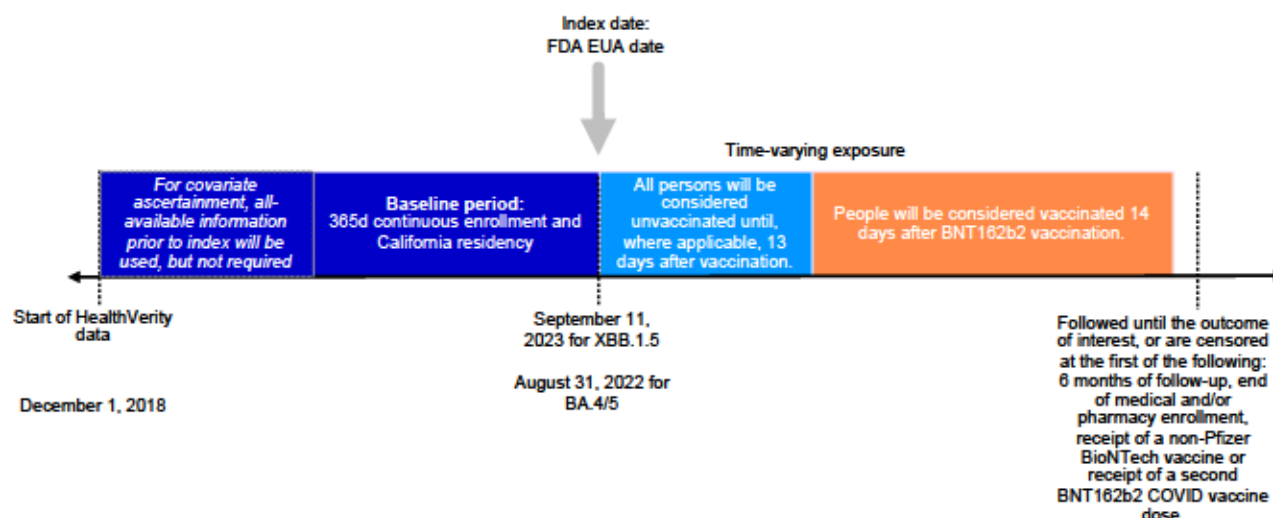 Index date:
FDA EUA date
Time-varying exposure
For covariate
ascertainment, all-
available information
prior to index will be
used, but not required
Baseline period:
365d continuous enrollment and
California residency
All persons will be
considered
unvaccinated until,
where applicable, 13
days after vaccination.
People will be considered vaccinated 14
days after BNT162b2 vaccination.
Start of HealthVerity
data
December 1, 2018
September 11,
2023 for XBB.1.5
August 31, 2022 for
BA.4/5
Followed until the outcome
of interest, or are censored
at the first of the following:
6 months of follow-up, end
of medical and/or
pharmacy enrollment,
receipt of a non-Pfizer
BioNTech vaccine or
receipt of a second
BNT162b2 COVID vaccine
dose